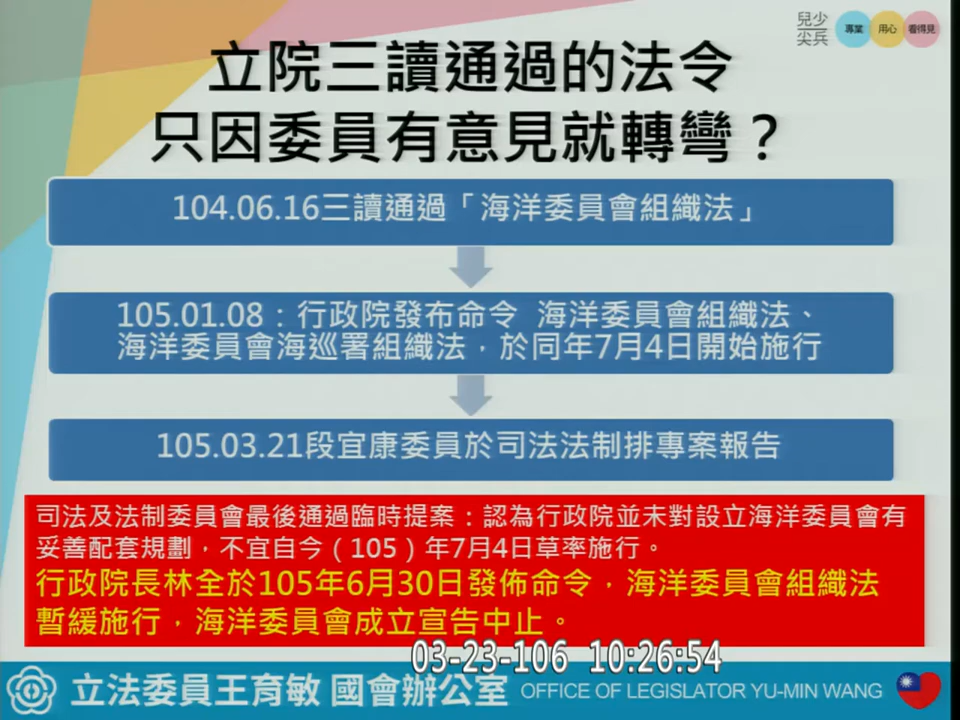 兒少
尖兵
專業 用心 看得見
立院三讀通過的法令
只因委員有意見就轉彎？
104.06.16三讀通過「海洋委員會組織法」
105.01.08：行政院發布命令 海洋委員會組織法、
海洋委員會海巡署組織法，於同年7月4日開始施行
105.03.21段宜康委員於司法法制排專案報告
司法及法制委員會最後通過臨時提案：認為行政院並未對設立海洋委員會有
妥善配套規劃，不宜自今（105）年7月4日草率施行。
行政院長林全於105年6月30日發佈命令，海洋委員會組織法
暫緩施行，海洋委員會成立宣告中止。
03-23-106 10:26:54
立法委員王育敏 國會辦公室 OFFICE OF LEGISLATOR YU-MIN WANG